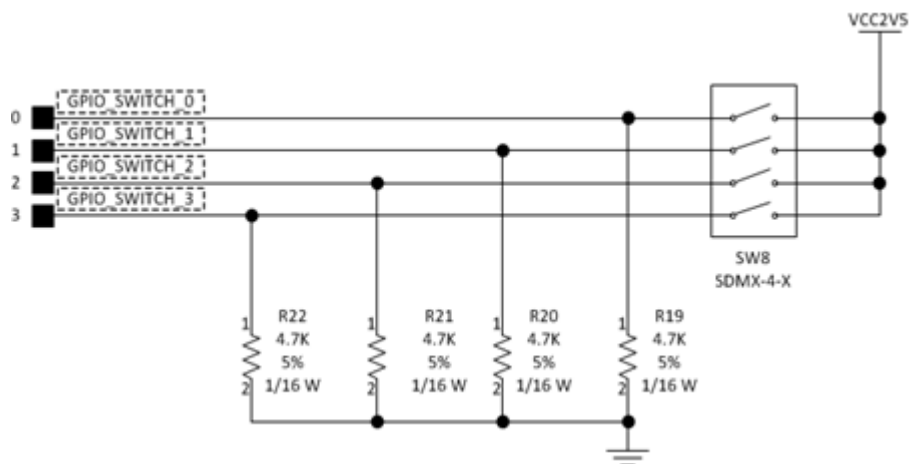 VCC2V5
0
GPIO_SWITCH_0
1
GPIO_SWITCH_1
2
GPIO_SWITCH_2
3
GPIO_SWITCH_3
SW8
SDMX-4-X
1
R22
4.7K
5%
2
1/16 W
1
R21
4.7K
5%
2
1/16 W
1
R20
4.7K
5%
2
1/16 W
1
R19
4.7K
5%
2
1/16 W